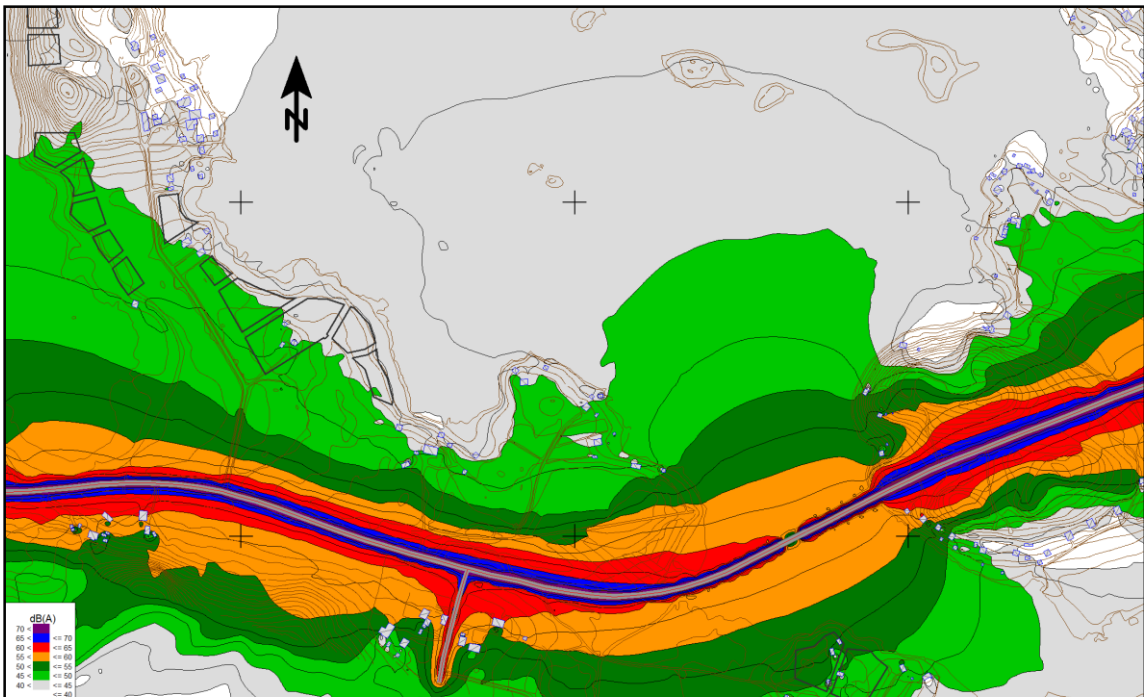 N
dB(A)
70 <
65 < <= 70
60 < <= 65
55 < <= 60
50 < <= 55
45 < <= 50
40 < <= 45
<= 40